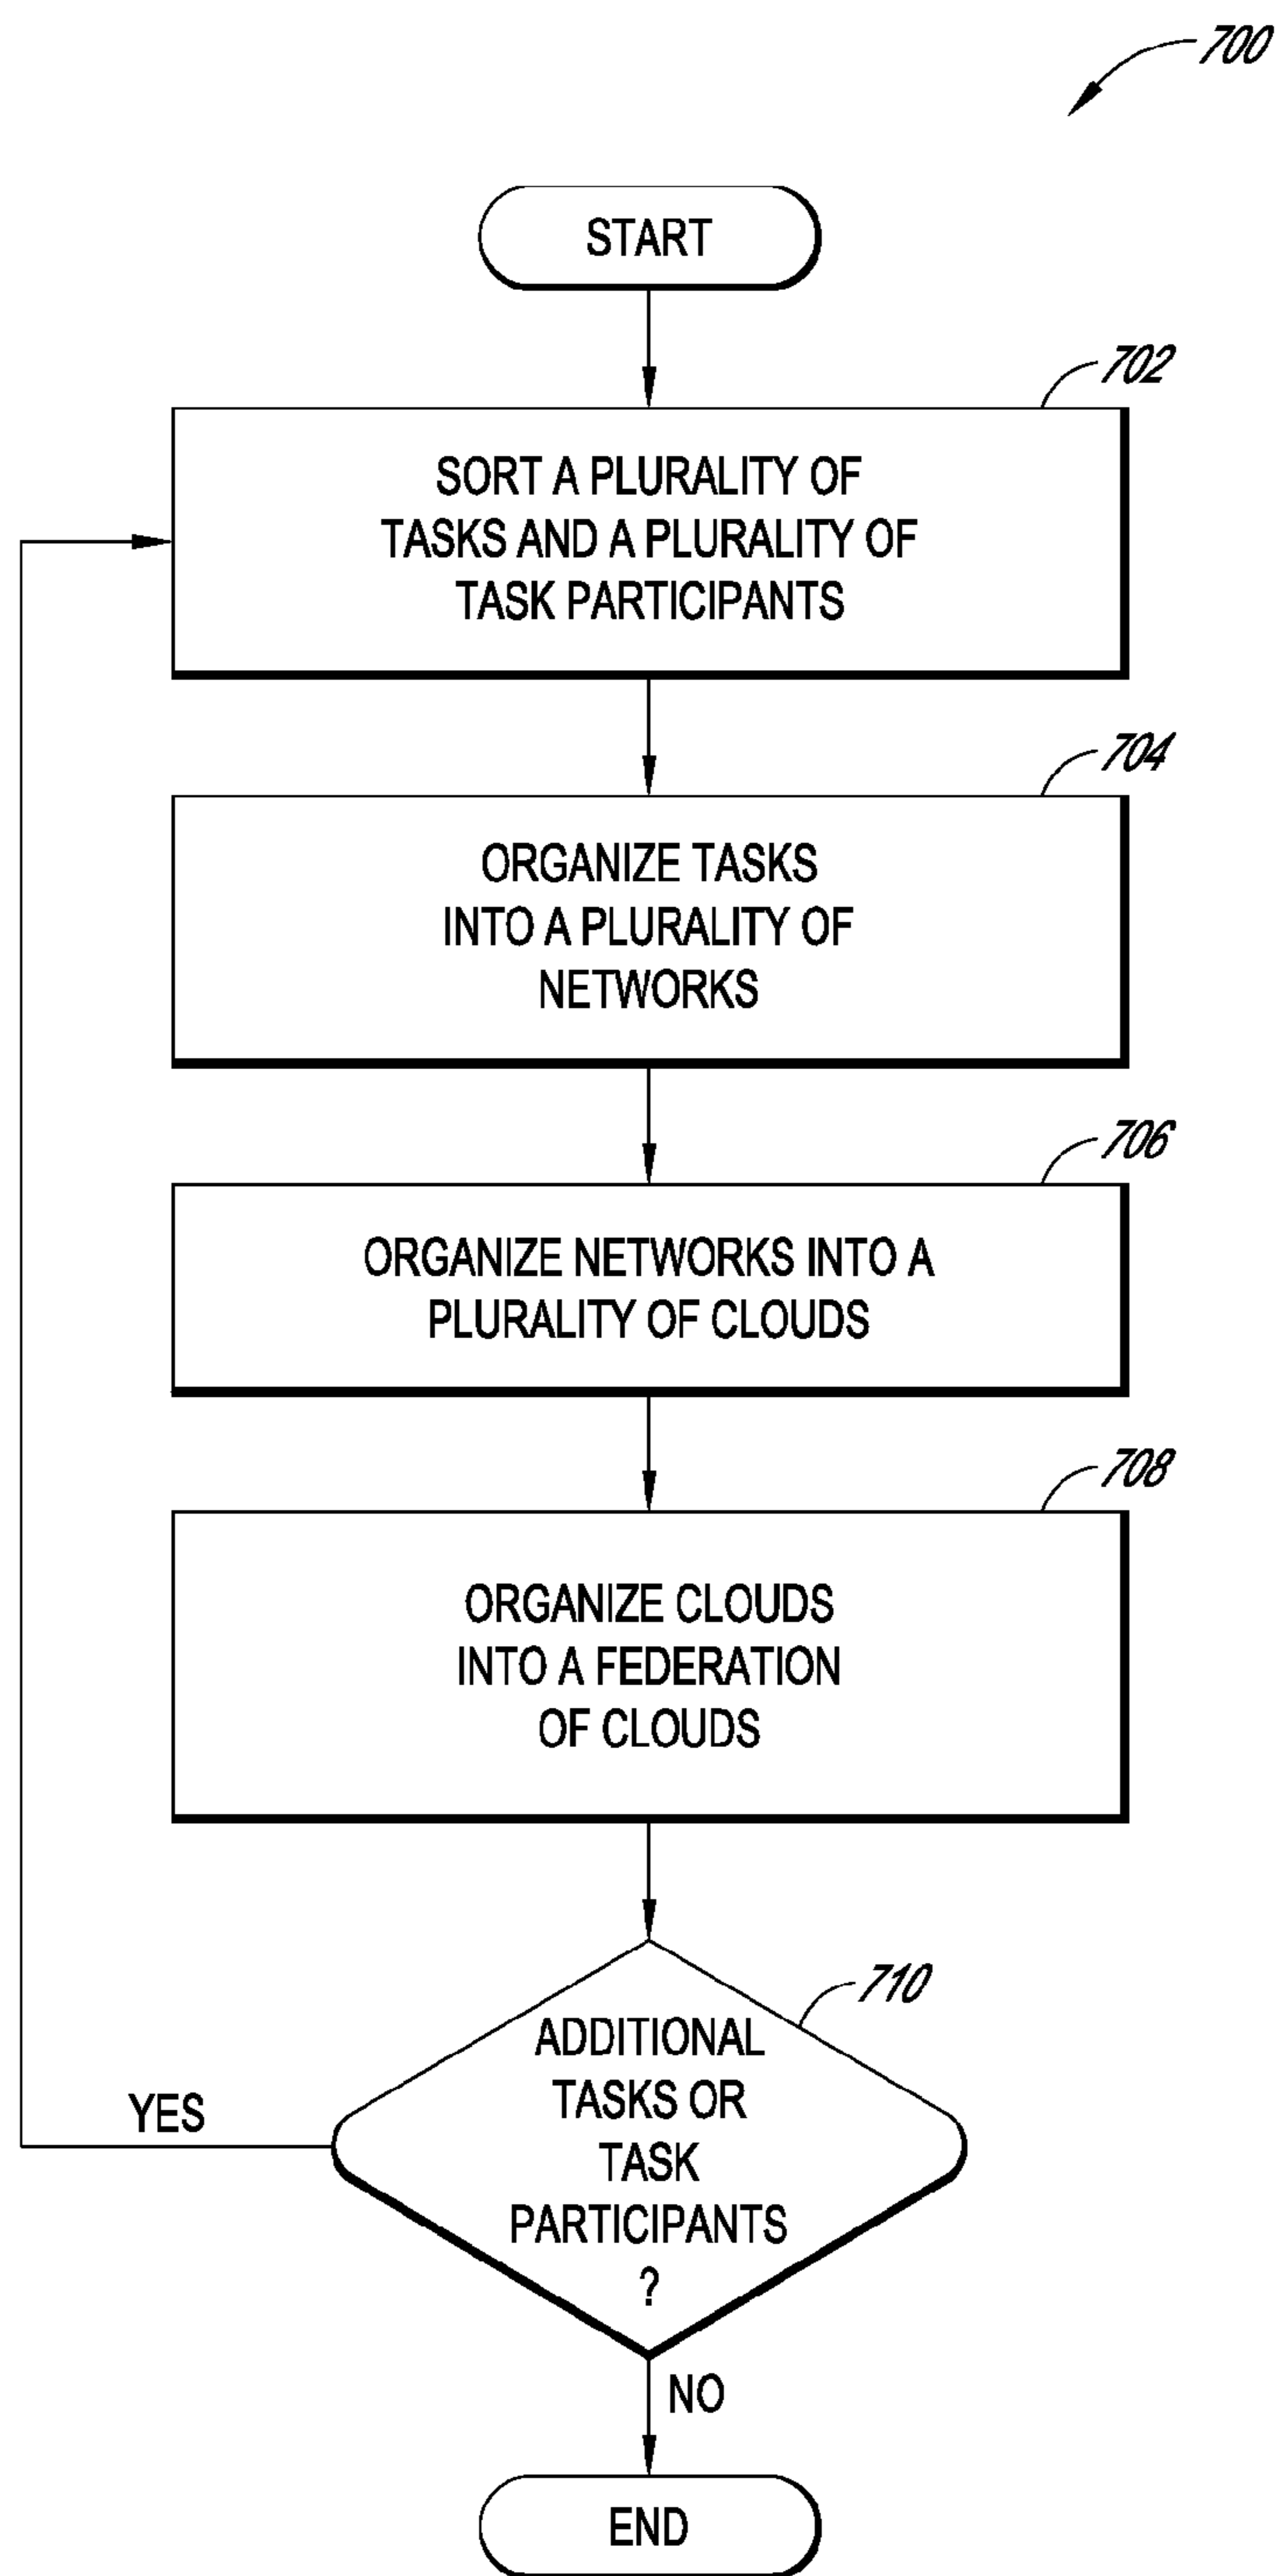 700
START
702
SORT A PLURALITY OF
TASKS AND A PLURALITY OF
TASK PARTICIPANTS
704
ORGANIZE TASKS
INTO A PLURALITY OF
NETWORKS
706
ORGANIZE NETWORKS INTO A
PLURALITY OF CLOUDS
708
ORGANIZE CLOUDS
INTO A FEDERATION
OF CLOUDS
710
ADDITIONAL
TASKS OR
TASK
PARTICIPANTS
?
YES
NO
END